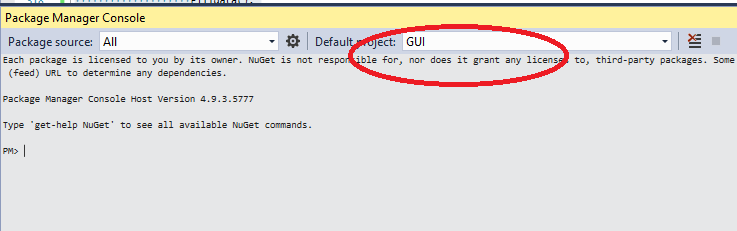 Package Manager Console
Package source: All Default project: GUI
Each package is licensed to you by its owner. NuGet is not responsible for, nor does it grant any licenses to, third-party packages. Some
(feed) URL to determine any dependencies.
Package Manager Console Host Version 4.9.3.5777
Type 'get-help NuGet' to see all available NuGet commands.
PM>